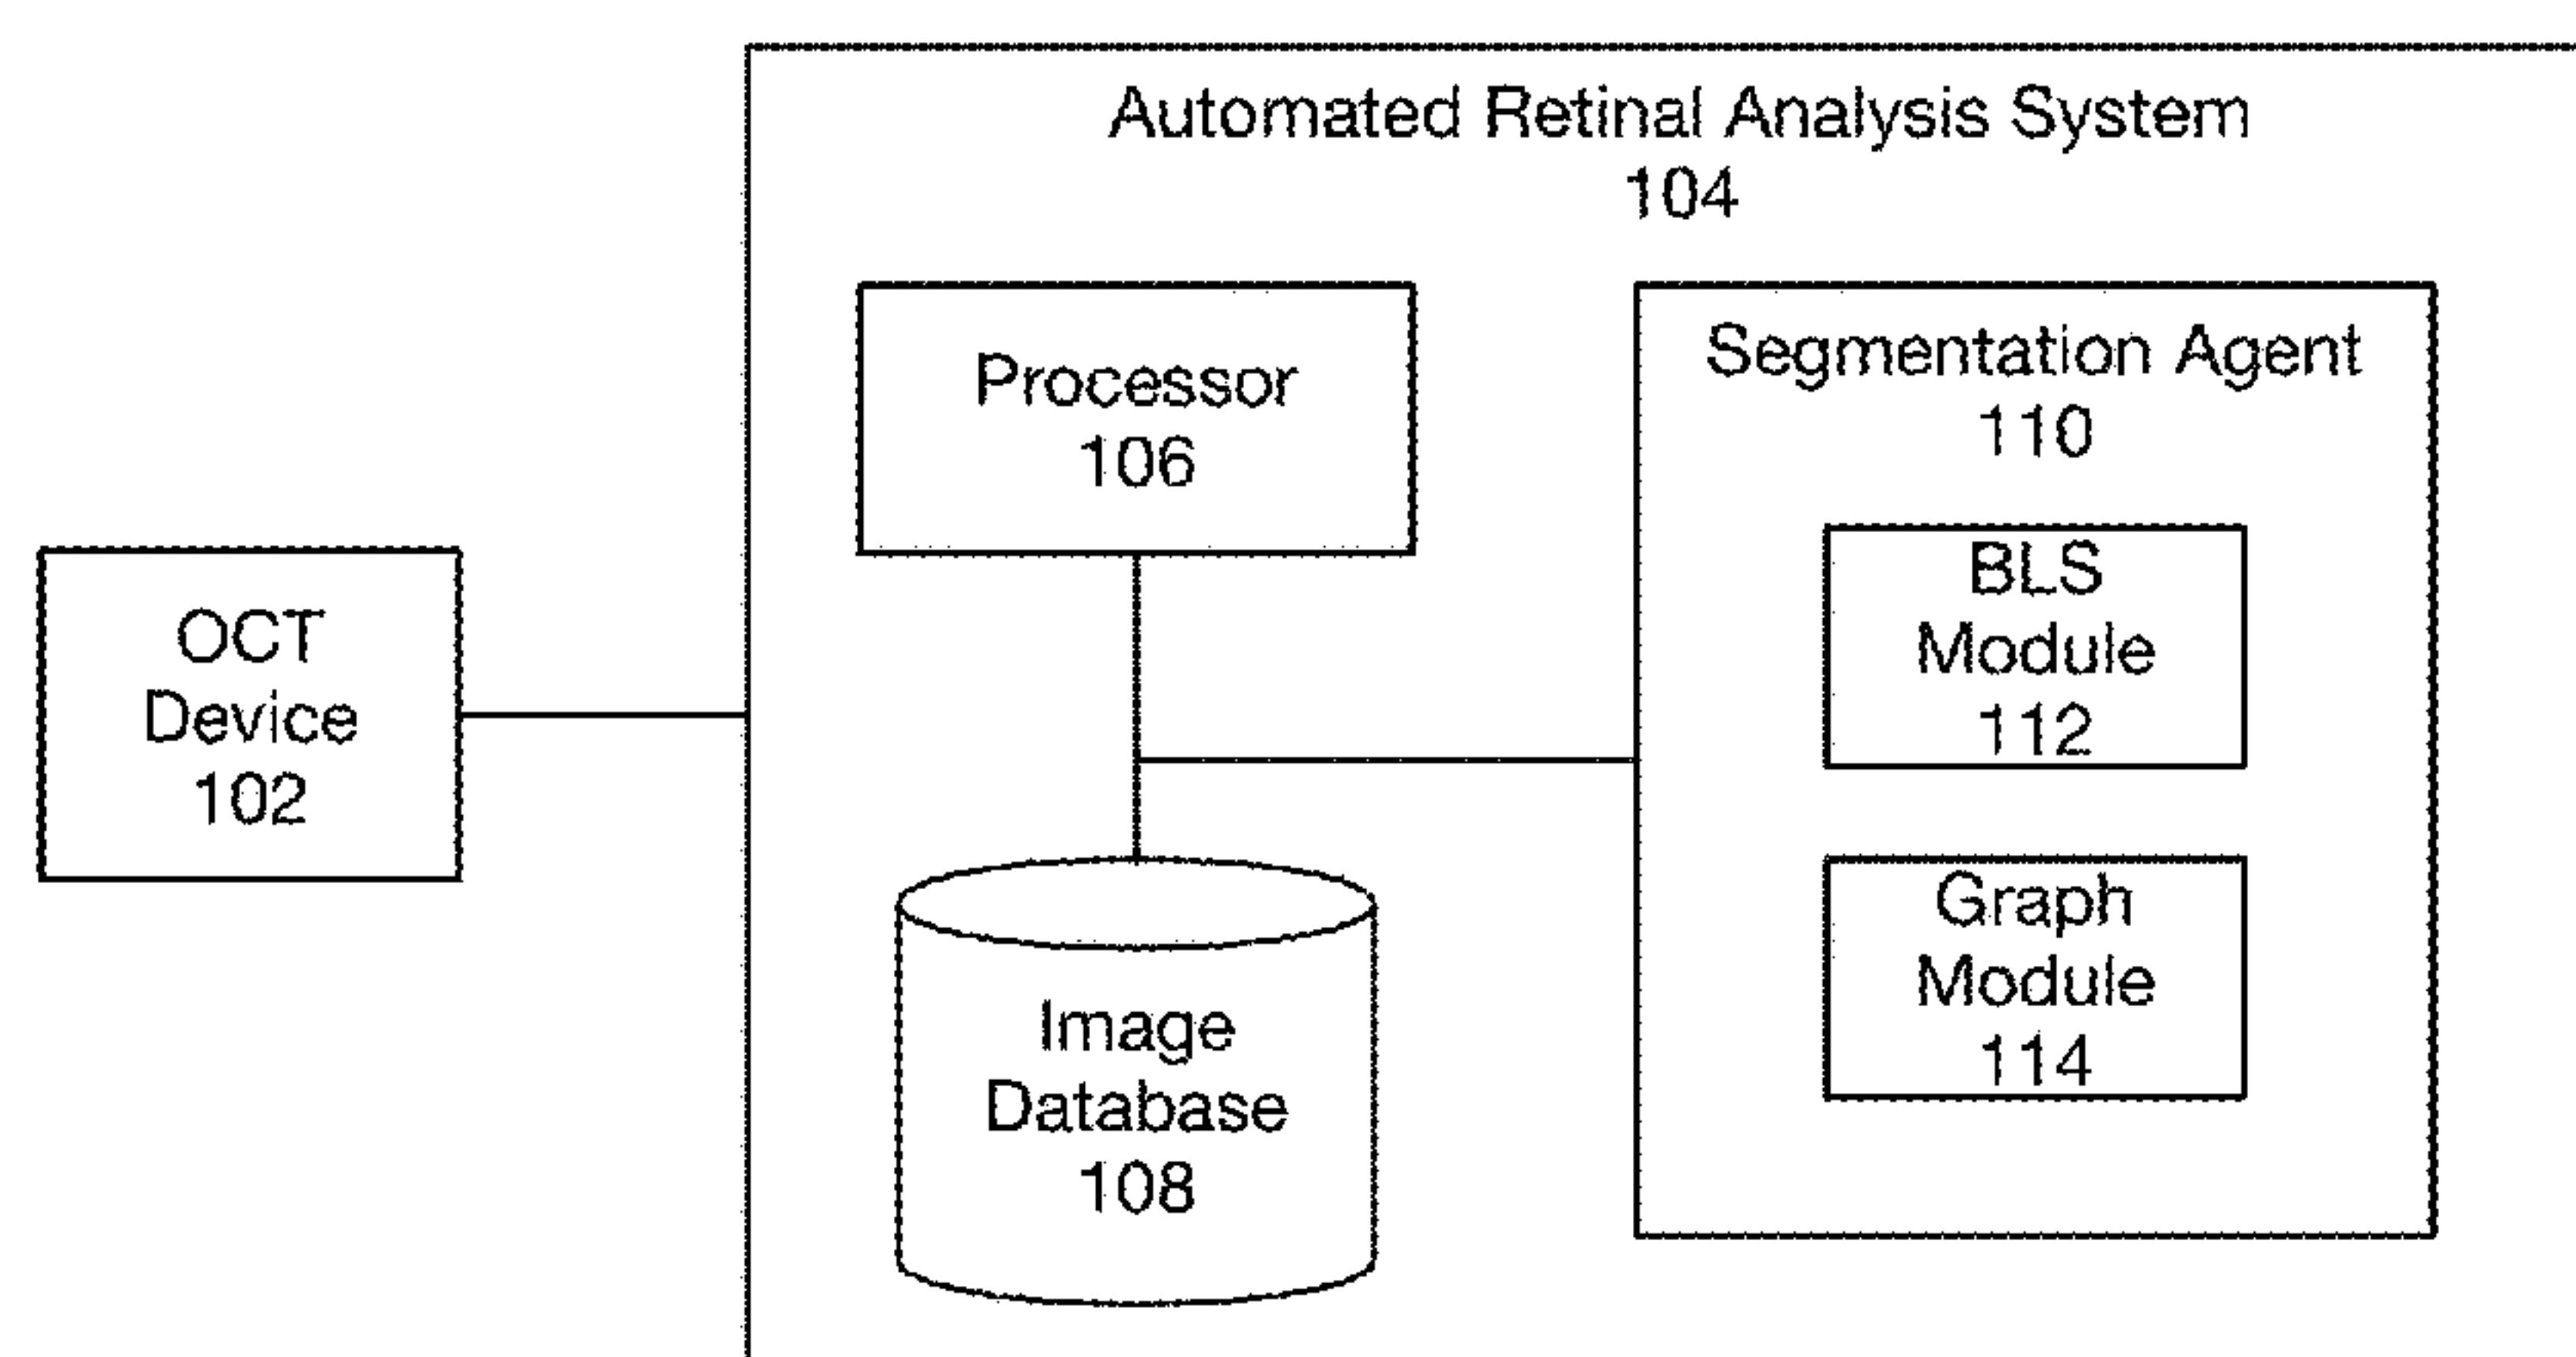 Automated Retinal Analysis System
104
Processor
106
Segmentation Agent
110
BLS
Module
112
OCT
Device
102
Graph
Module
114
Image
Database
108